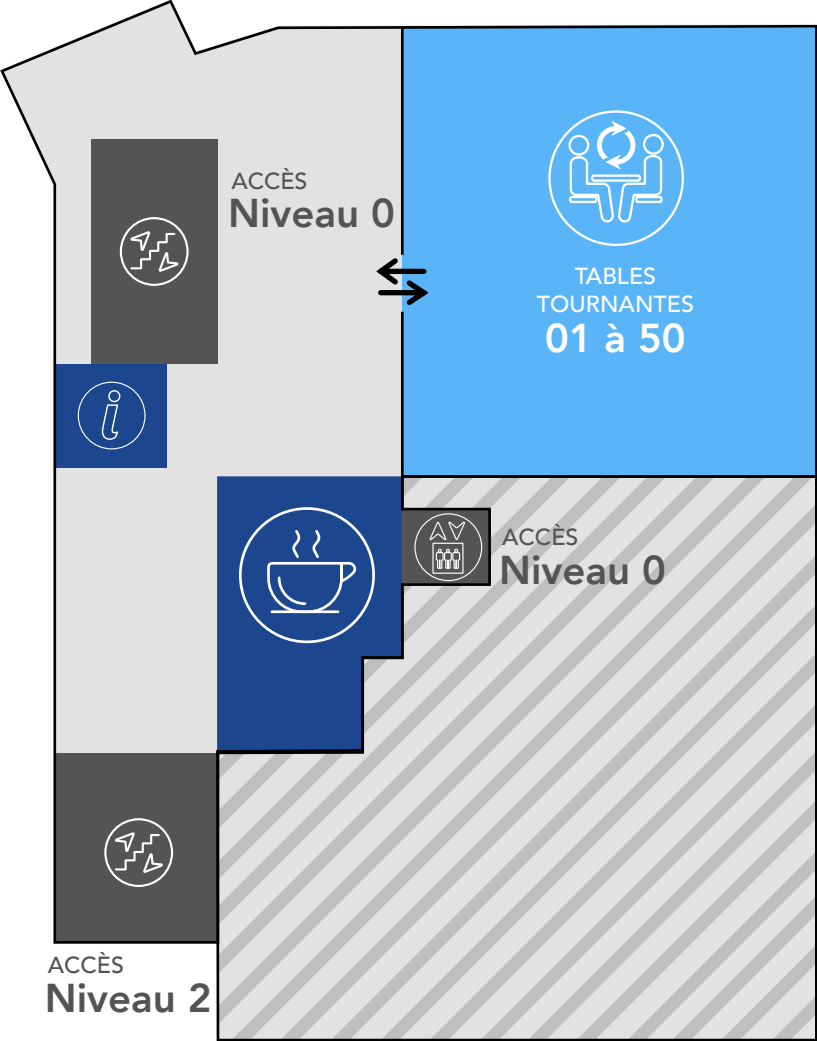 ACCÈS
Niveau 0
TABLES
TOURNANTES
01 à 50
i
ACCÈS
Niveau 0
ACCÈS
Niveau 2